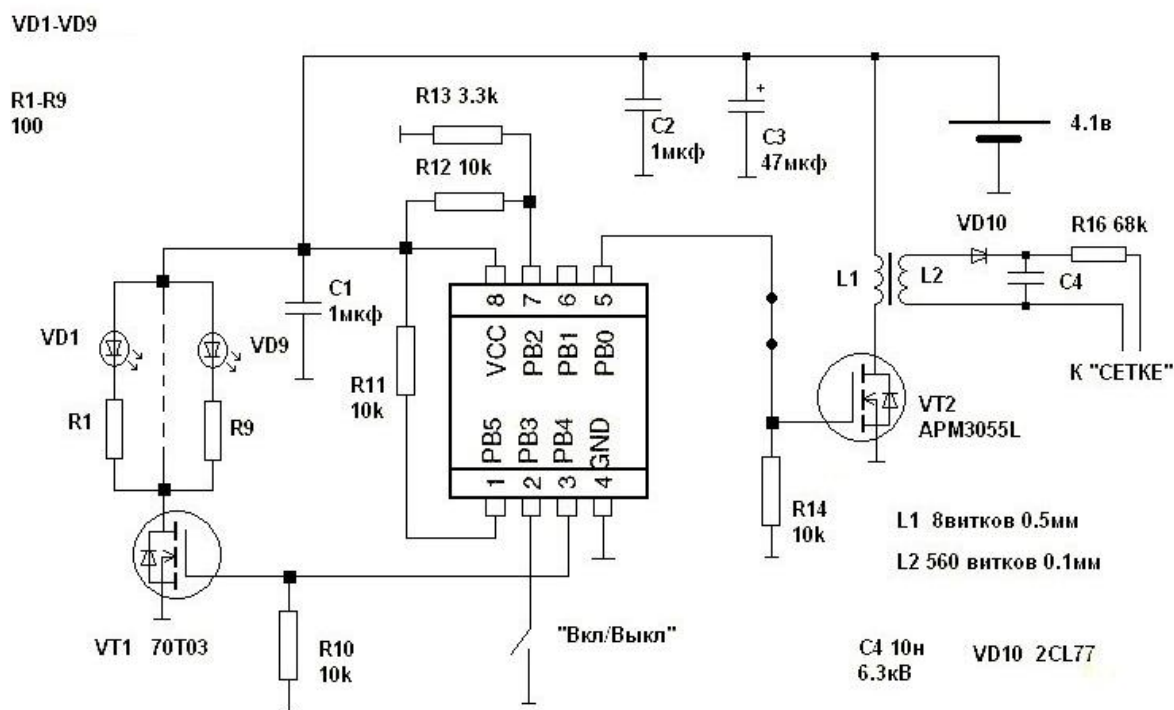 VD1-VD9
R1-R9
100
R13 3.3k
R12 10k
C2
1мкф
+
C3
47мкф
4.1в
VD10
R16 68k
L1
L2
C4
К "СЕТКЕ"
C1
1мкф
VD1
VD9
R1
R9
R11
10k
8
7
6
5
VCC
PB2
PB1
PB0
PB5
PB3
PB4
GND
1
2
3
4
VT2
APM3055L
R14
10k
L1 8витков 0.5мм
L2 560 витков 0.1мм
VT1 70T03
R10
10k
"Вкл/Выкл"
C4 10н
6.3кВ
VD10 2CL77